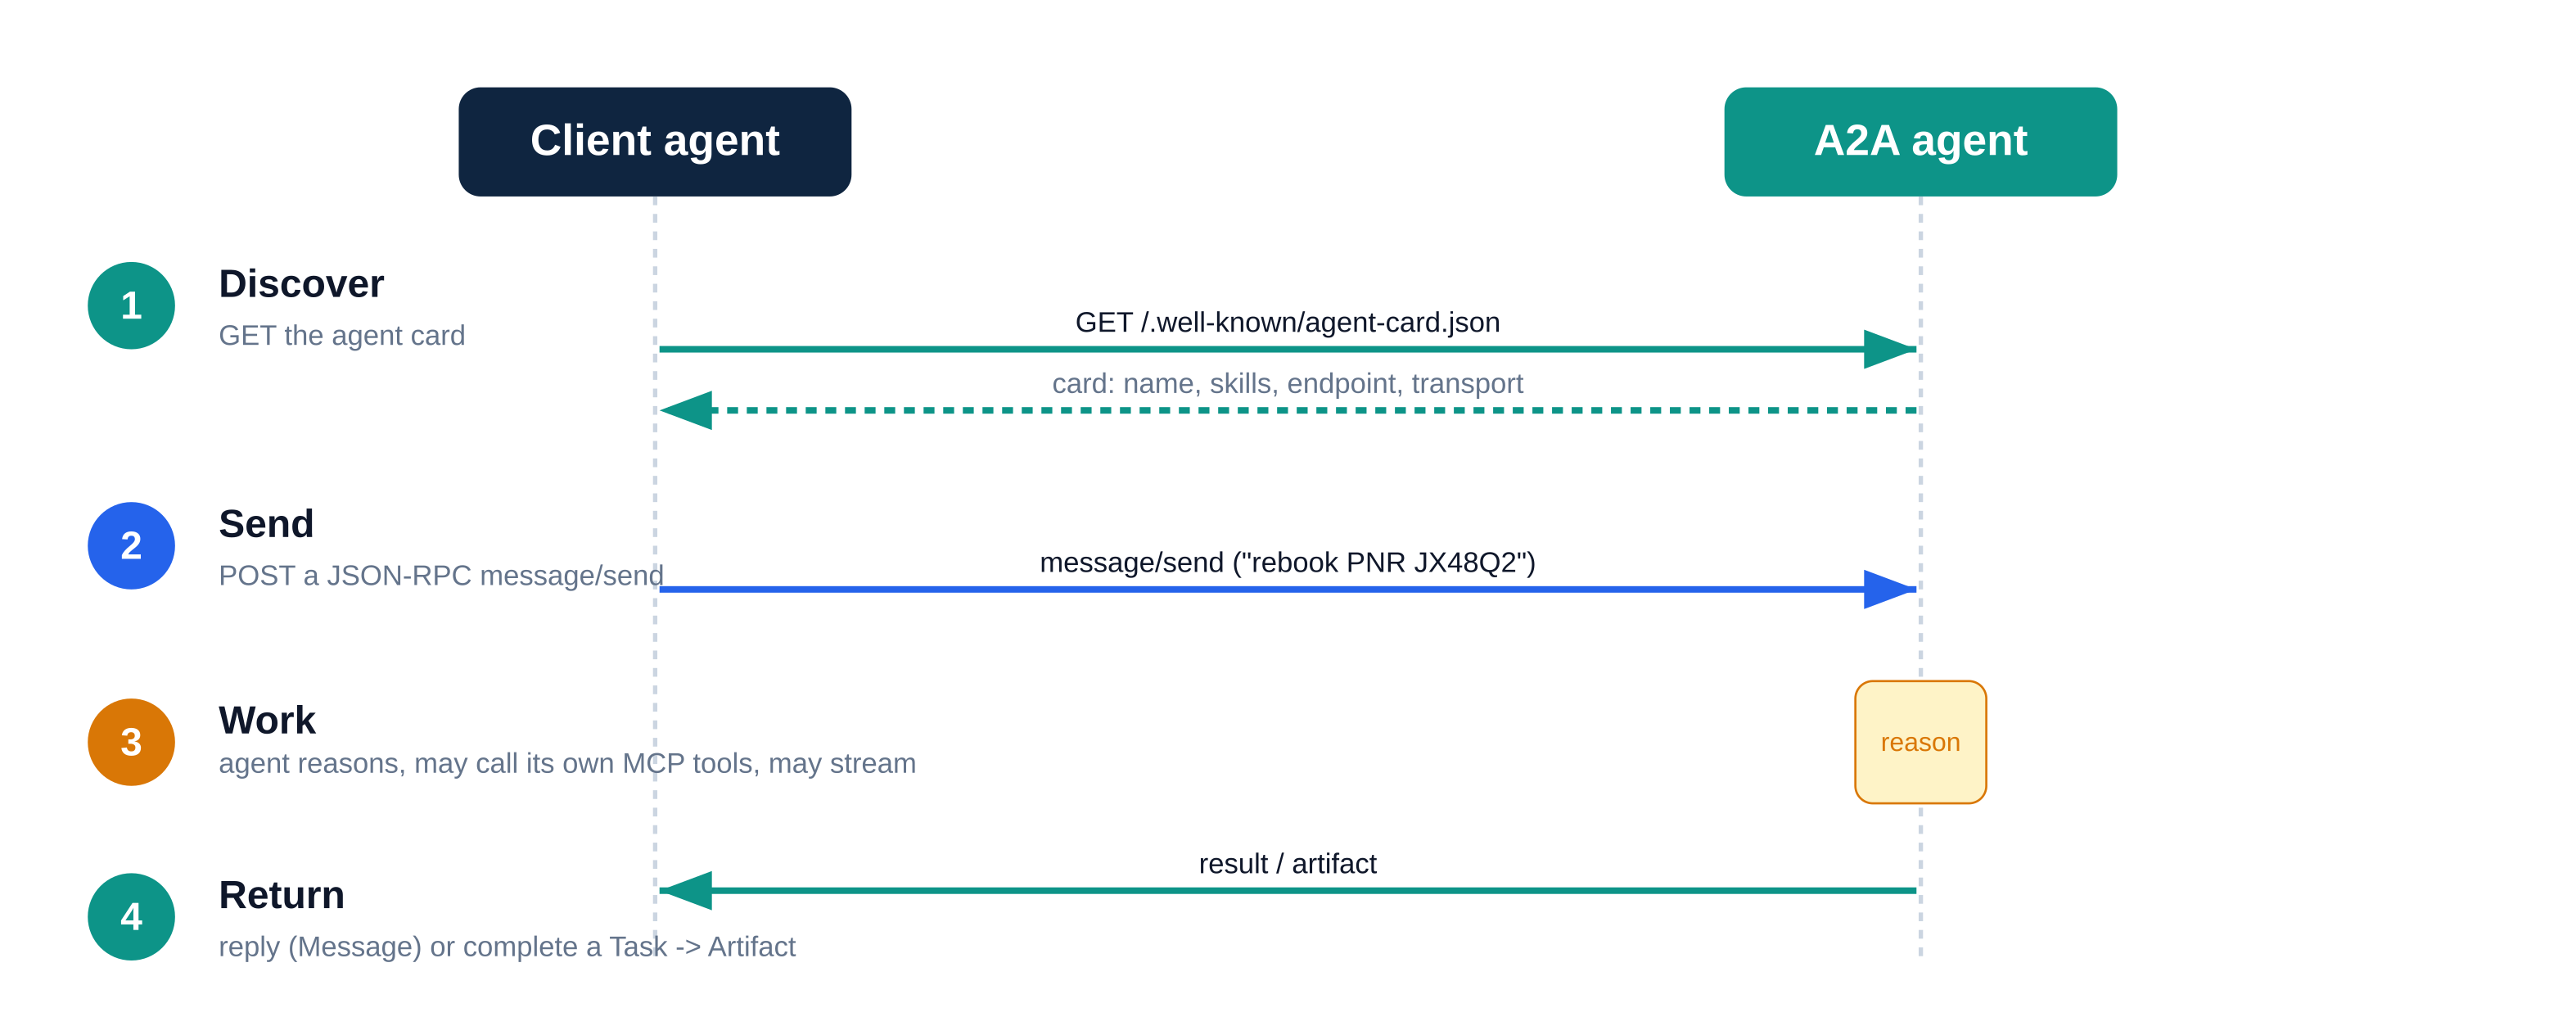 Client agent
A2A agent
1
Discover
GET the agent card
GET /.well-known/agent-card.json
card: name, skills, endpoint, transport
2
Send
POST a JSON-RPC message/send
message/send ("rebook PNR JX48Q2")
3
Work
agent reasons, may call its own MCP tools, may stream
reason
4
Return
reply (Message) or complete a Task -> Artifact
result / artifact